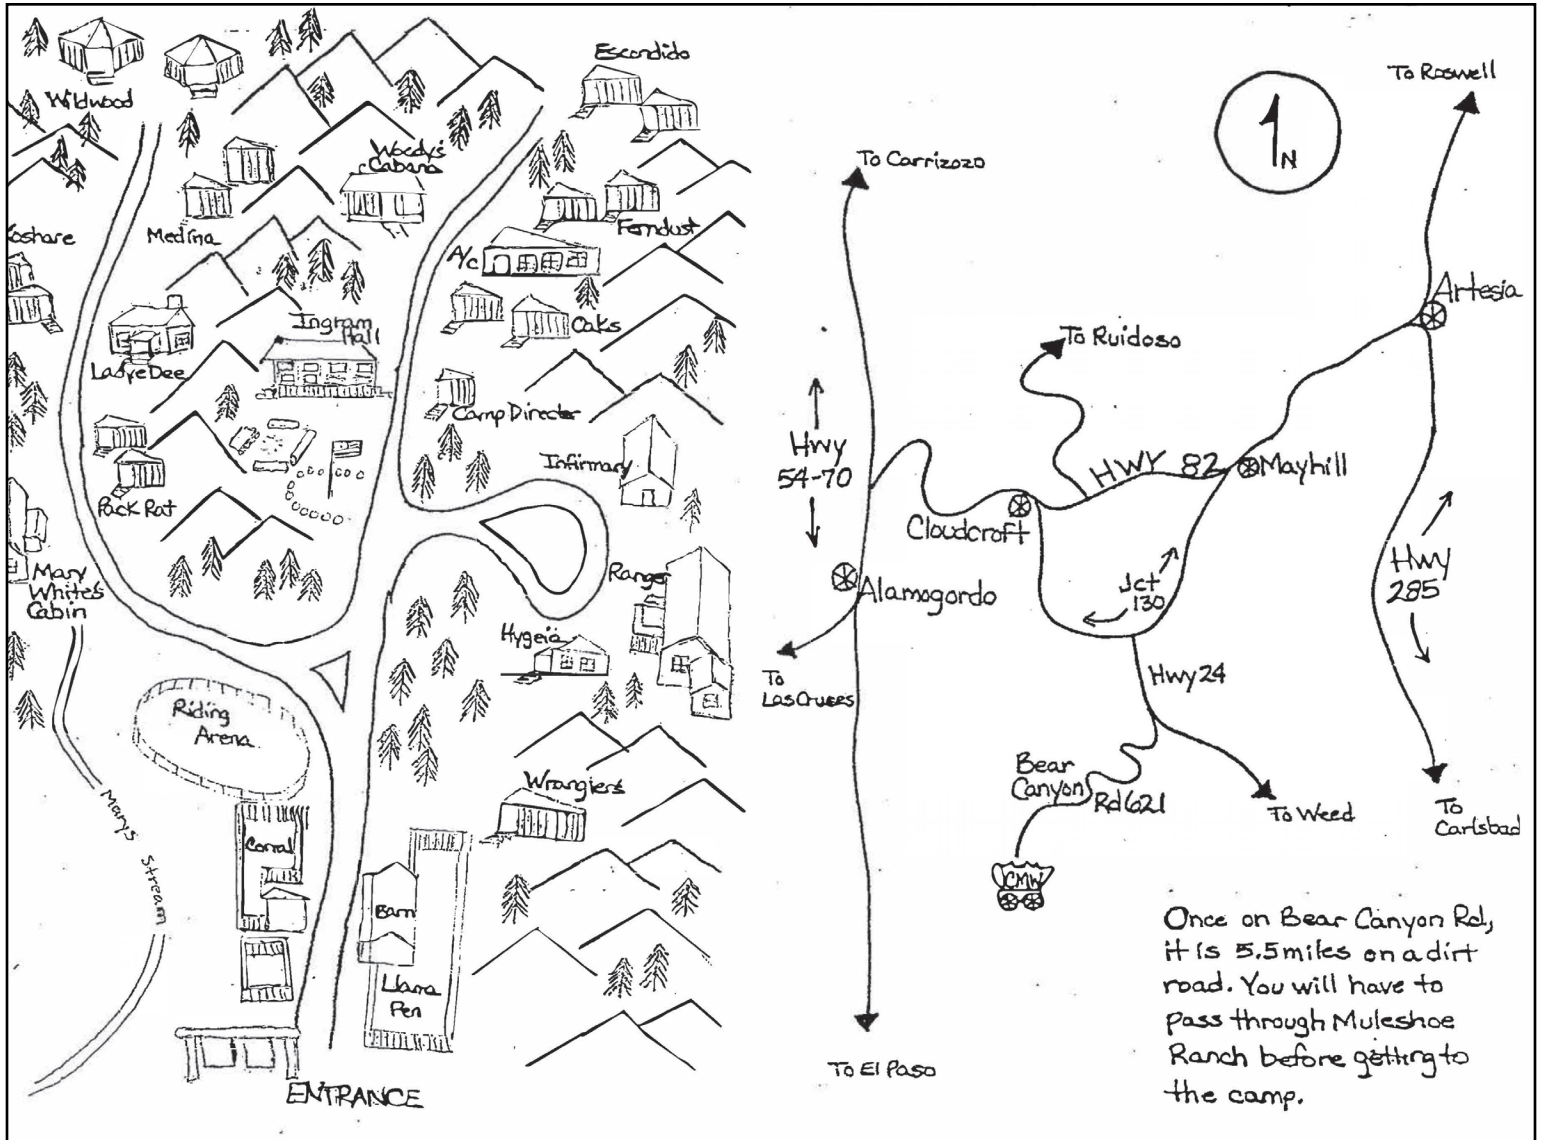 Wildwood
Escondido
Woody's
Cabana
Medina
Ferndust
A/c
Oaks
Ingram
Hall
Camp Director
Pack Rat
Infirmary
Mary
White's
Cabin
Ranger
Hygeia
Riding
Arena
Wranglers
Marys
Stream
Corral
Barn
Llama
Pen
ENTRANCE
To Roswell
N
To Carrizozo
Artesia
To Ruidoso
Hwy
54-70
HWY 82
Mayhill
Cloudcroft
Alamogordo
Jct
130
Hwy
285
To
Las Cruses
Hwy 24
Bear
Canyon
Rd 621
To Weed
To
Carlsbad
CMW
To El Paso
Once on Bear Canyon Rd,
it is 5.5 miles on a dirt
road. You will have to
pass through Muleshoe
Ranch before getting to
the camp.